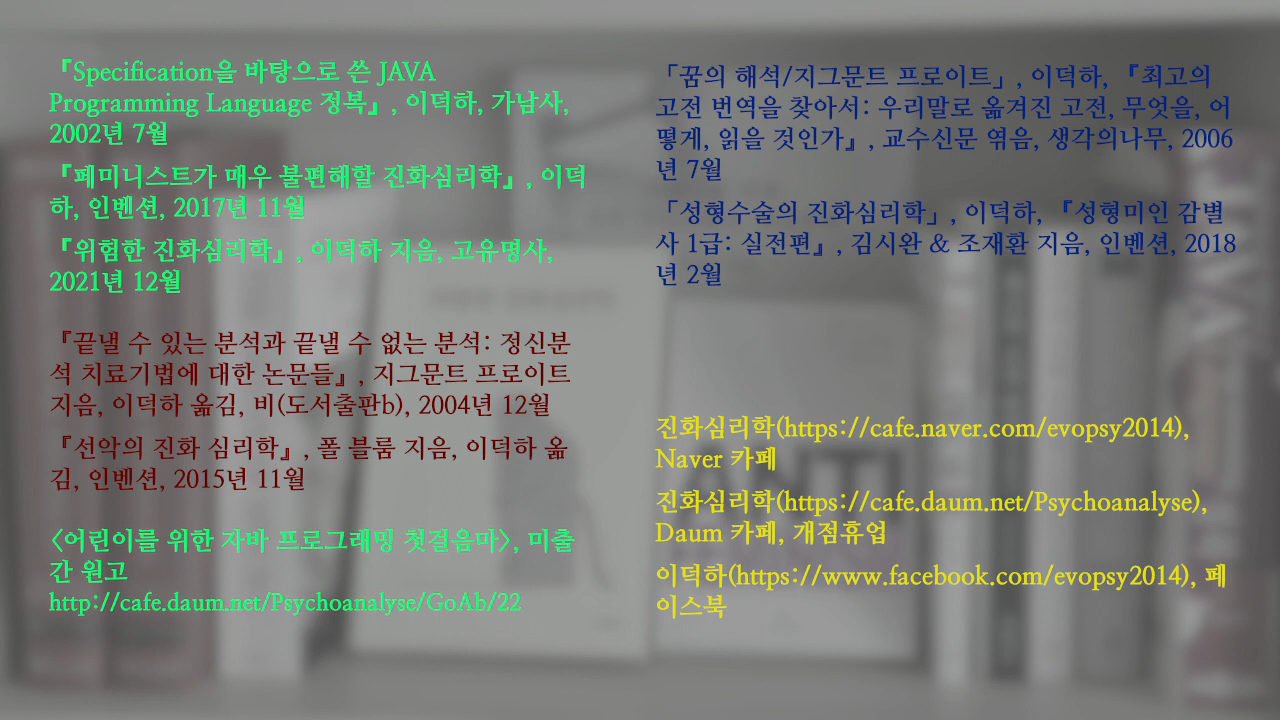 『Specification을 바탕으로 쓴 JAVA
Programming Language 정복』, 이덕하, 가남사,
2002년 7월
『페미니스트가 매우 불편해할 진화심리학』, 이덕
하, 인벤션, 2017년 11월
『위험한 진화심리학』, 이덕하 지음, 고유명사,
2021년 12월
『끝낼 수 있는 분석과 끝낼 수 없는 분석: 정신분
석 치료기법에 대한 논문들』, 지그문트 프로이트
지음, 이덕하 옮김, 비(도서출판b), 2004년 12월
『선악의 진화 심리학』, 폴 블룸 지음, 이덕하 옮
김, 인벤션, 2015년 11월
<어린이를 위한 자바 프로그래밍 첫걸음마>, 미출
간 원고
http://cafe.daum.net/Psychoanalyse/GoAb/22
「꿈의 해석/지그문트 프로이트」, 이덕하, 『최고의
고전 번역을 찾아서: 우리말로 옮겨진 고전, 무엇을, 어
떻게, 읽을 것인가』, 교수신문 엮음, 생각의나무, 2006
년 7월
「성형수술의 진화심리학」, 이덕하, 『성형미인 감별
사 1급: 실전편』, 김시완 & 조재환 지음, 인벤션, 2018
년 2월
진화심리학(https://cafe.naver.com/evopsy2014),
Naver 카페
진화심리학(https://cafe.daum.net/Psychoanalyse),
Daum 카페, 개점휴업
이덕하(https://www.facebook.com/evopsy2014), 페
이스북